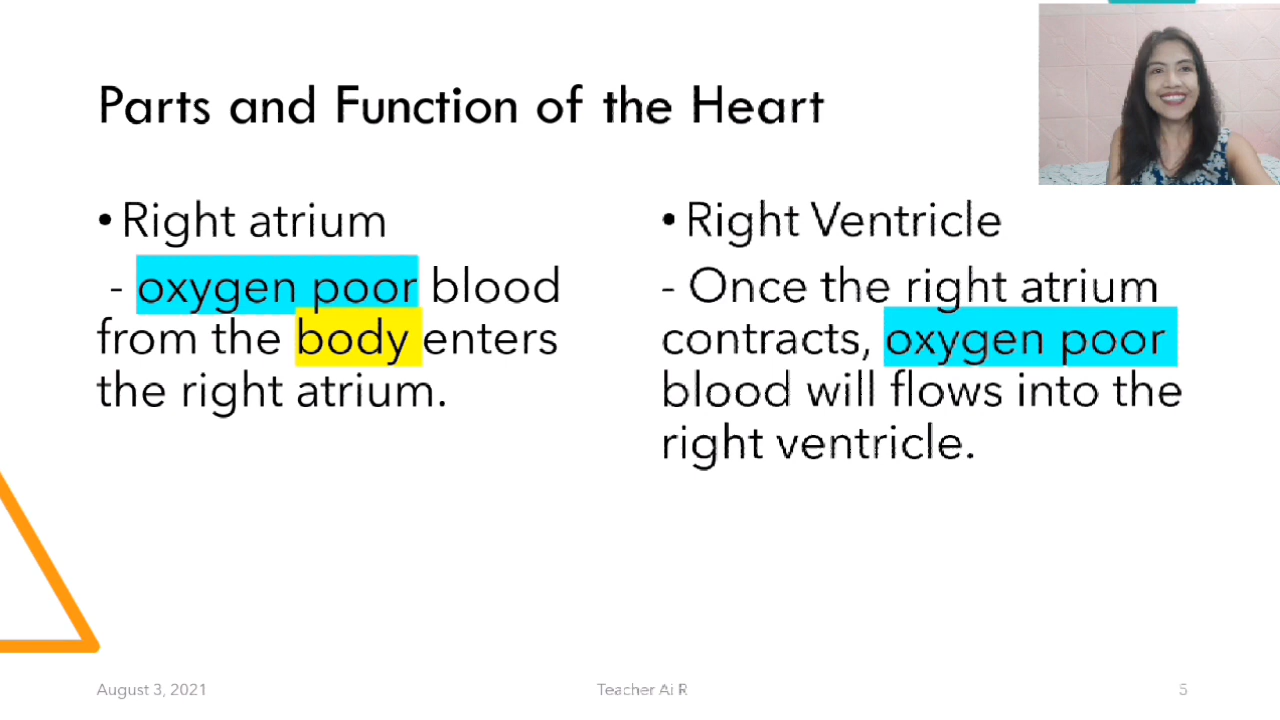 Parts and Function of the Heart
• Right atrium
- oxygen poor blood
from the body enters
the right atrium.
• Right Ventricle
- Once the right atrium
contracts, oxygen poor
blood will flows into the
right ventricle.
August 3, 2021
Teacher Ai R
5